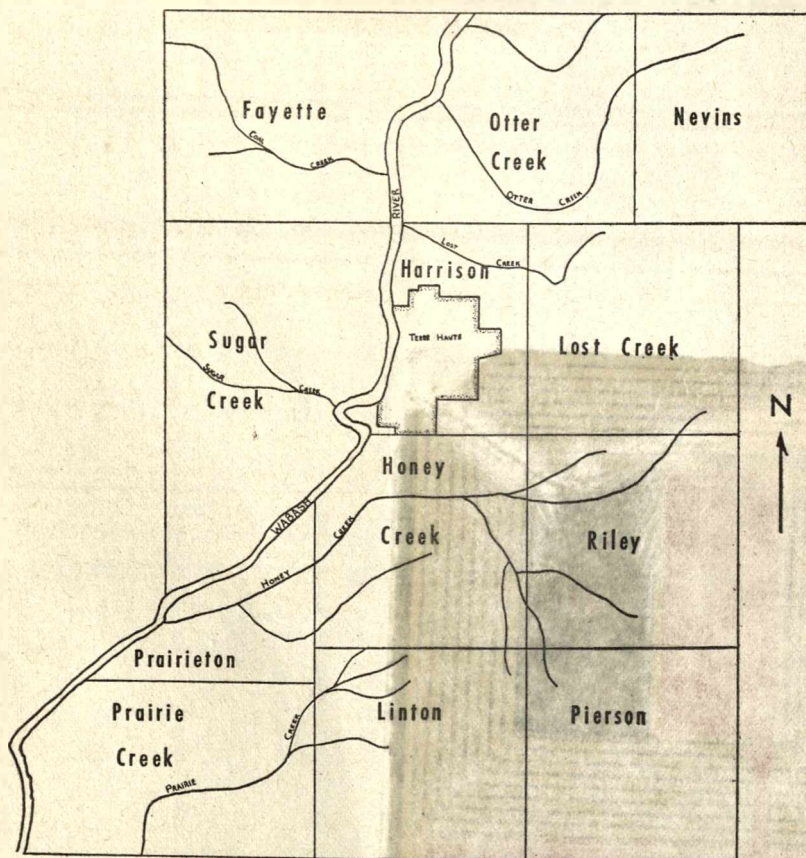 Fayette
COAL
CREEK
Otter
Creek
OTTER
CREEK
Nevins
RIVER
LOST
CREEK
Harrison
TERRE HAUTE
Lost Creek
Sugar
Creek
SUGAR
CREEK
N
Honey
Creek
WABASH
HONEY
CREEK
Riley
Prairieton
Prairie
Creek
PRAIRIE
CREEK
Linton
Pierson